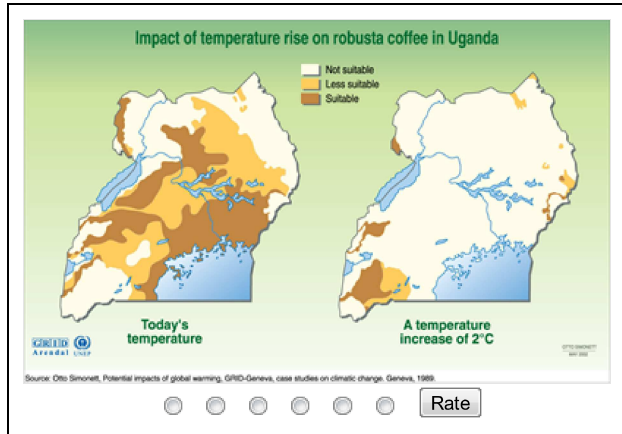 Impact of temperature rise on robusta coffee in Uganda
Not suitable
Less suitable
Suitable
Today's
temperature
A temperature
increase of 2°C
GRID
Arendal UNEP
OTTO SIMONETT
Source: Otto Simonett, Potential impacts of global warming, GRID-Geneva, case studies on climatic change. Geneva, 1989.
Rate